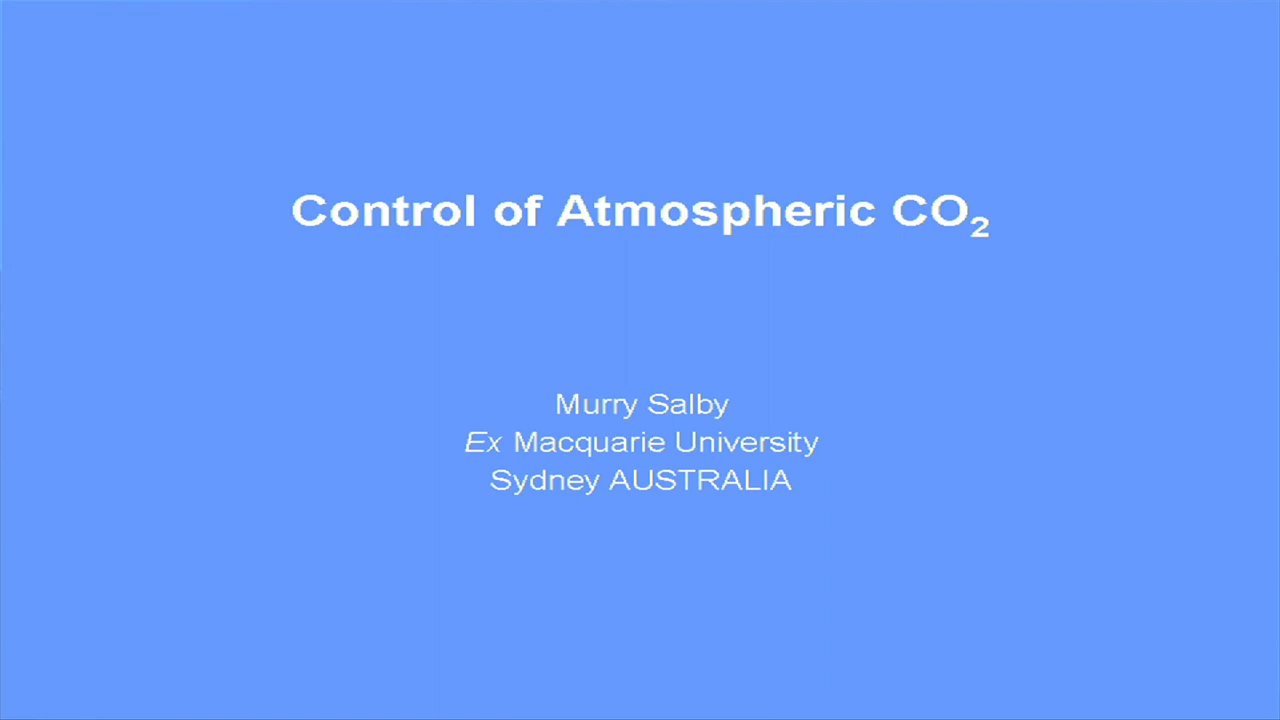 Control of Atmospheric CO₂
Murry Salby
Ex Macquarie University
Sydney AUSTRALIA